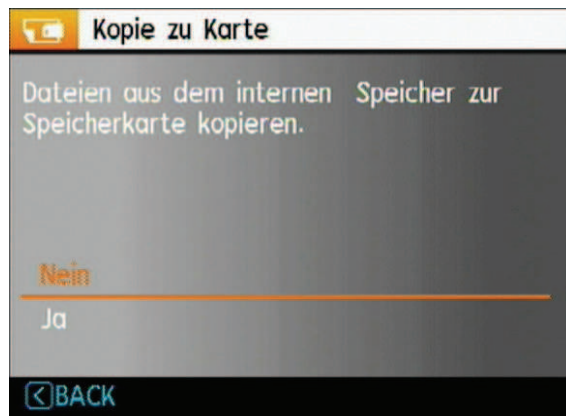 Kopie zu Karte
Dateien aus dem internen Speicher zur
Speicherkarte kopieren.
Nein
Ja
BACK